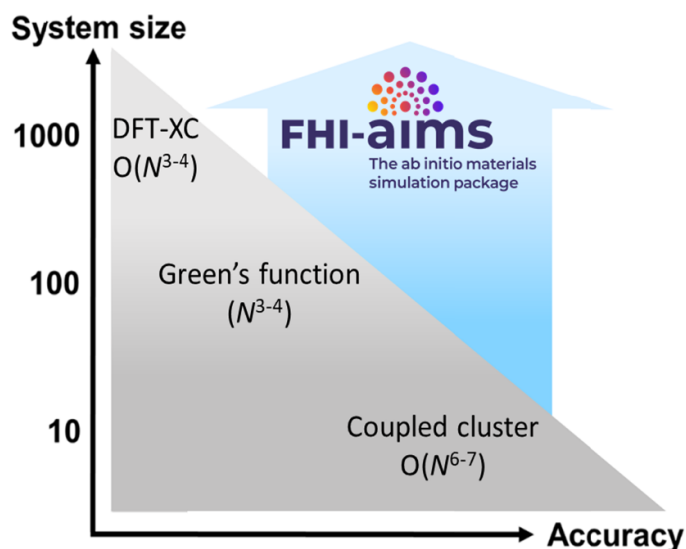 System size
1000
DFT-XC
O(N³⁻⁴)
FHI-aims
The ab initio materials
simulation package
100
Green's function
(N³⁻⁴)
10
Coupled cluster
O(N⁶⁻⁷)
Accuracy